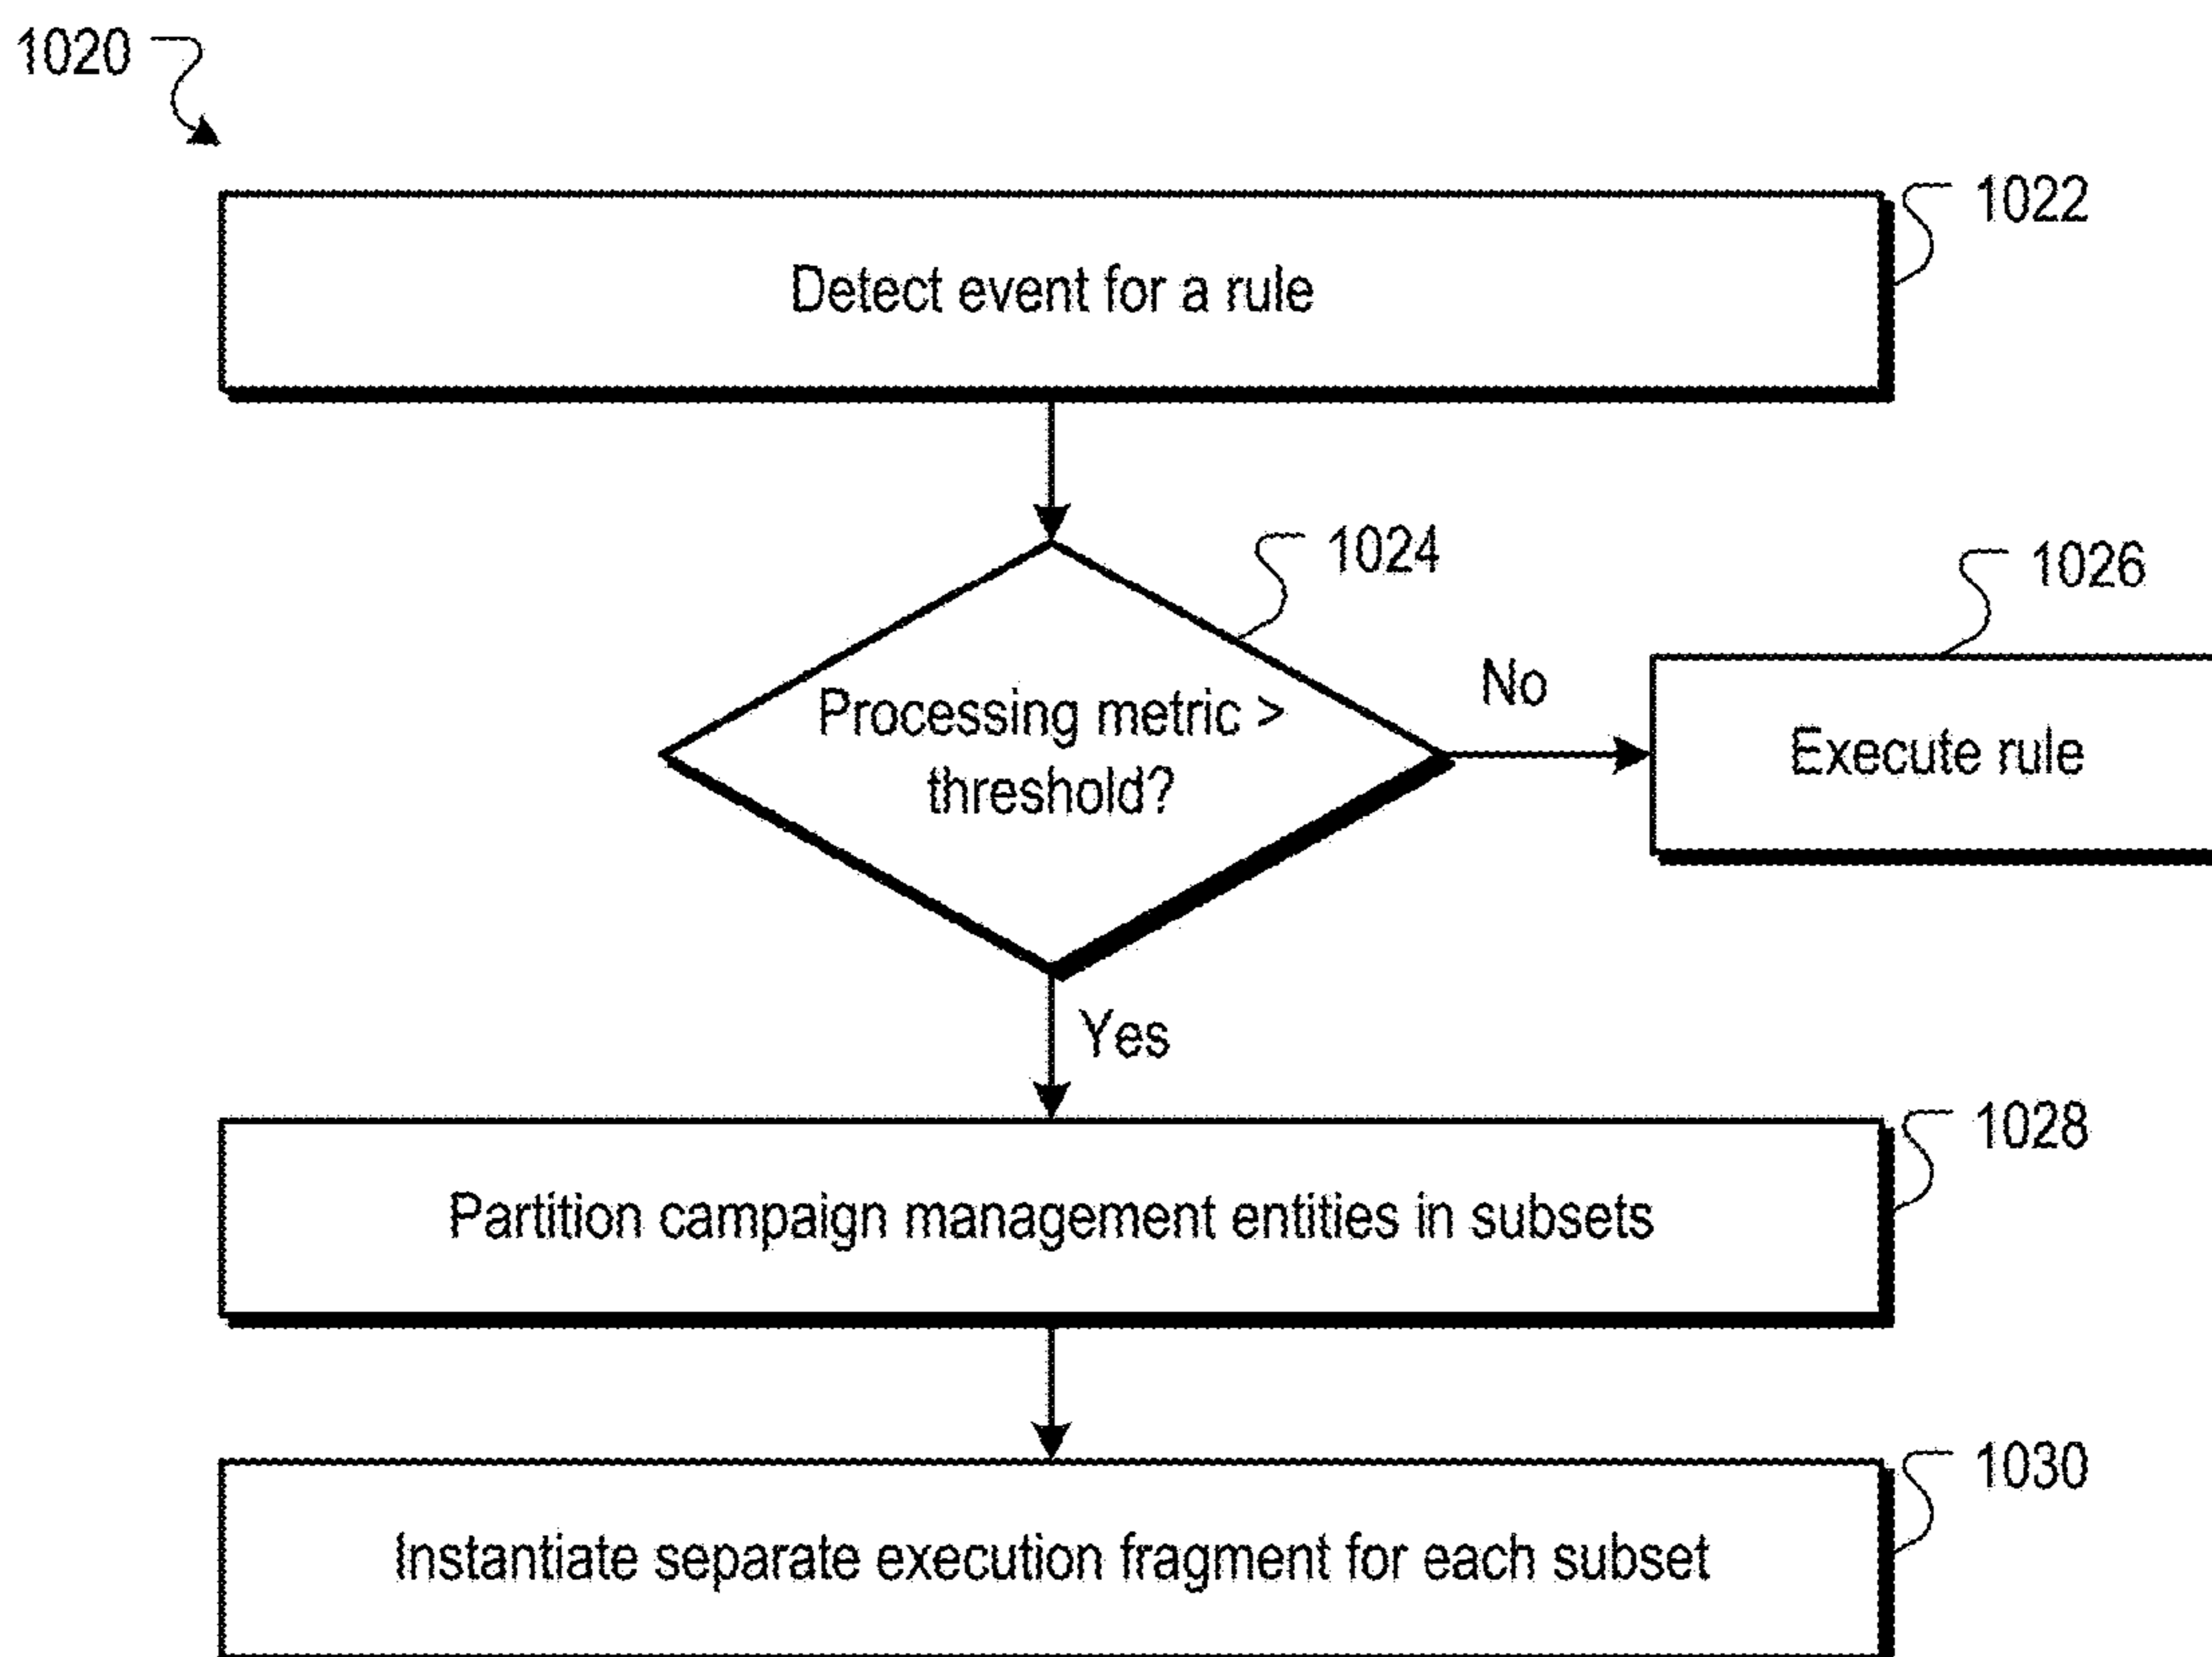 1020
1022
Detect event for a rule
1024
1026
No
Processing metric >
threshold?
Execute rule
Yes
1028
Partition campaign management entities in subsets
1030
Instantiate separate execution fragment for each subset